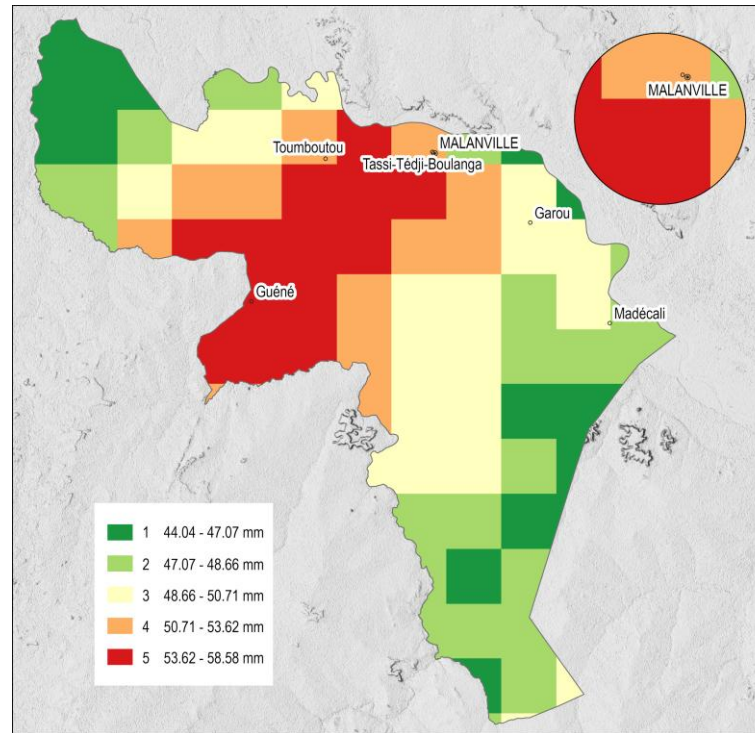 MALANVILLE
Toumboutou
MALANVILLE
Tassi-Tédji-Boulanga
Garou
Guéné
Madécali
1 44.04 - 47.07 mm
2 47.07 - 48.66 mm
3 48.66 - 50.71 mm
4 50.71 - 53.62 mm
5 53.62 - 58.58 mm